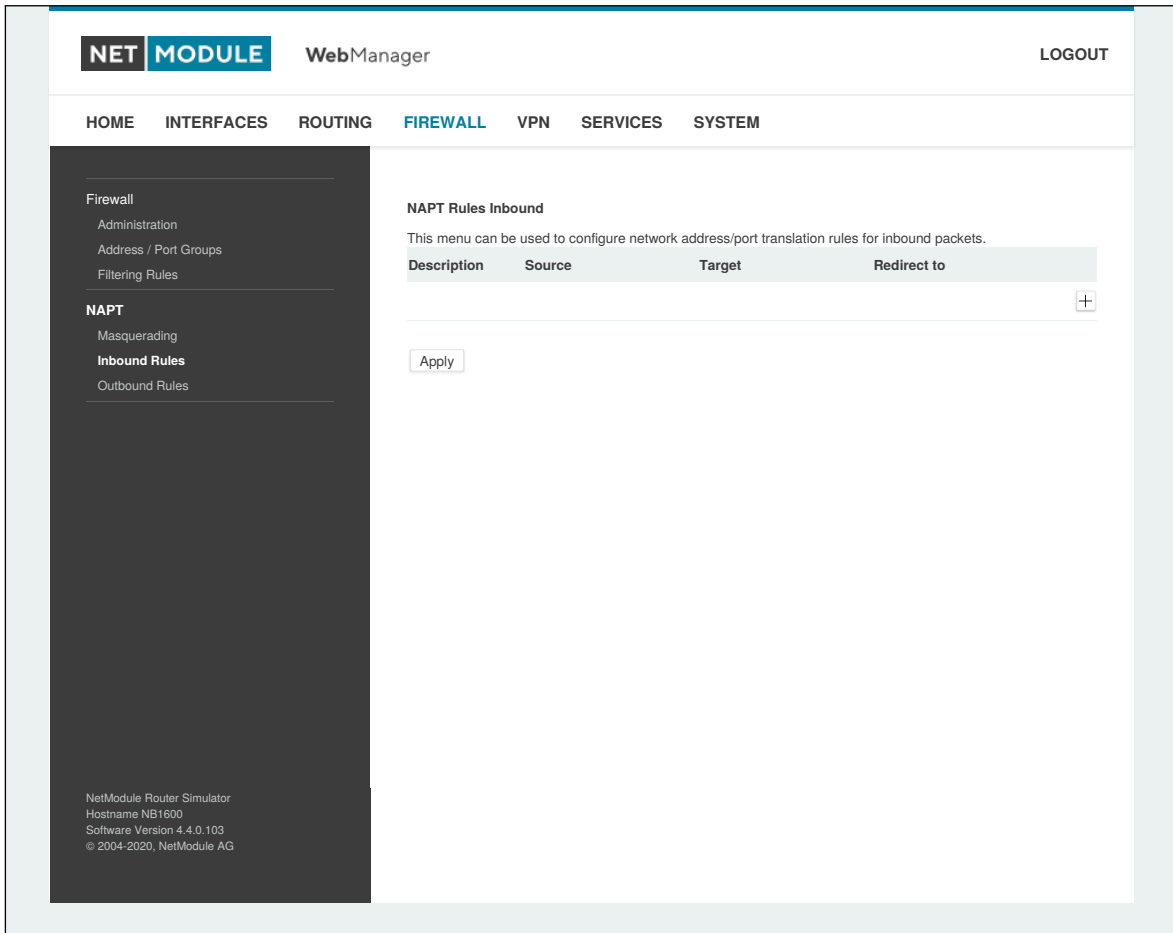 NET MODULE WebManager LOGOUT
HOME INTERFACES ROUTING FIREWALL VPN SERVICES SYSTEM
Firewall
Administration
Address / Port Groups
Filtering Rules
NAPT
Masquerading
Inbound Rules
Outbound Rules
NAPT Rules Inbound
This menu can be used to configure network address/port translation rules for inbound packets.
Description Source Target Redirect to
Apply
NetModule Router Simulator
Hostname NB1600
Software Version 4.4.0.103
© 2004-2020, NetModule AG